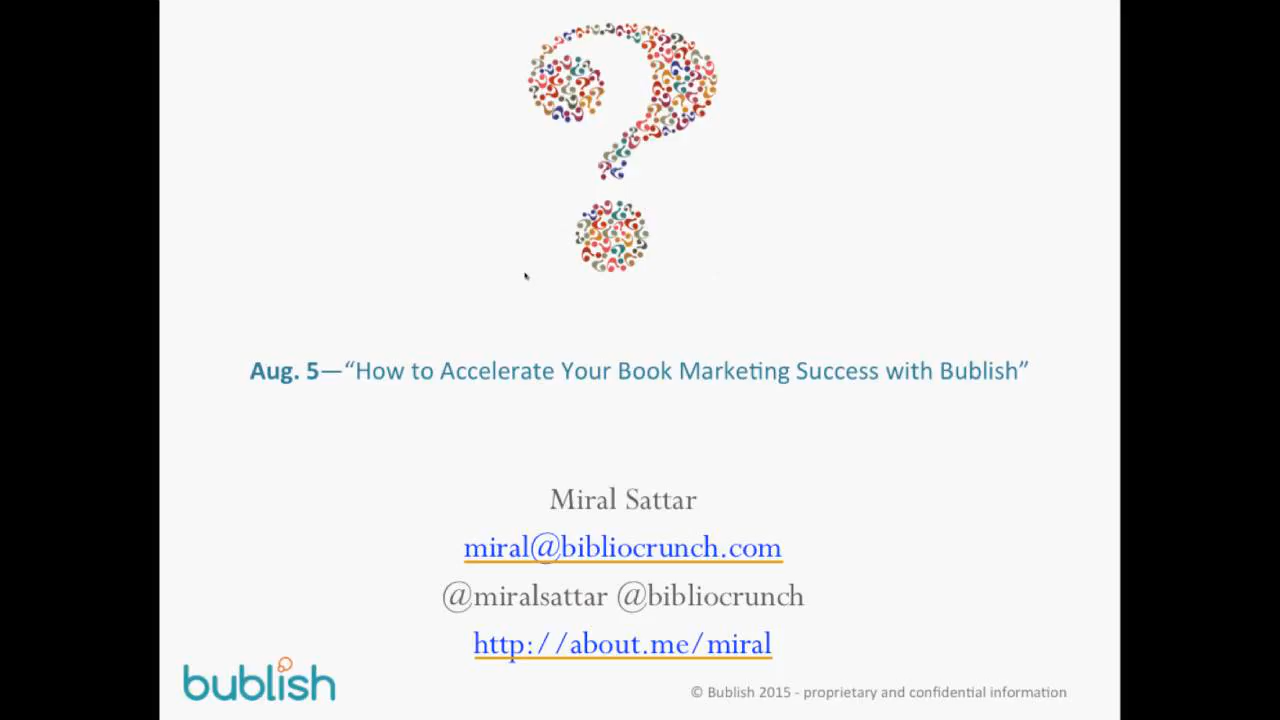 Aug. 5—“How to Accelerate Your Book Marketing Success with Bublish”
Miral Sattar
miral@bibliocrunch.com
@miralsattar @bibliocrunch
http://about.me/miral
bublish
© Bublish 2015 - proprietary and confidential information